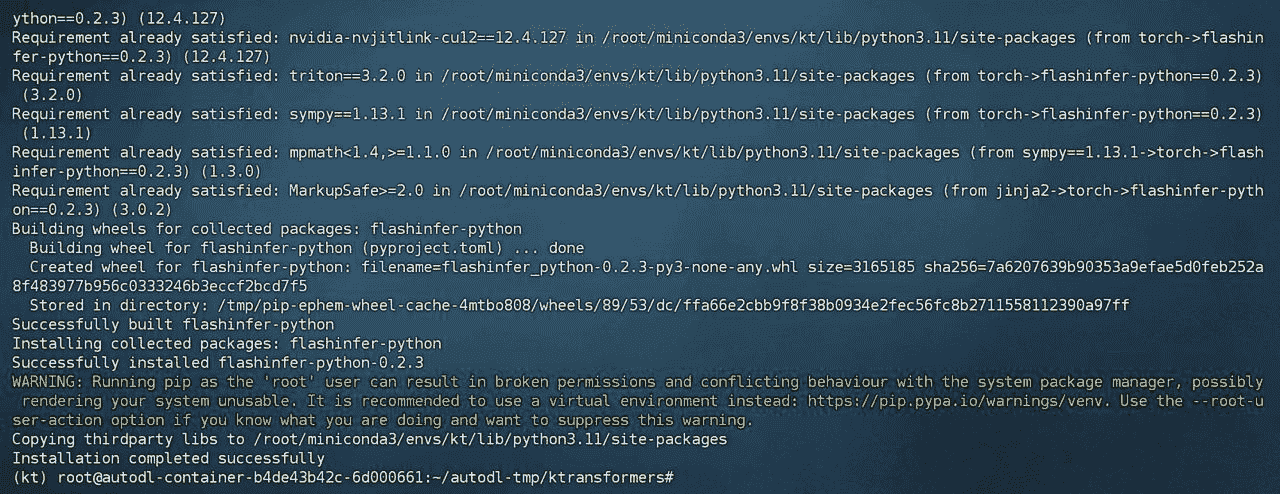 ython==0.2.3) (12.4.127)
Requirement already satisfied: nvidia-nvjitlink-cu12==12.4.127 in /root/miniconda3/envs/kt/lib/python3.11/site-packages (from torch->flashin
fer-python==0.2.3) (12.4.127)
Requirement already satisfied: triton==3.2.0 in /root/miniconda3/envs/kt/lib/python3.11/site-packages (from torch->flashinfer-python==0.2.3)
 (3.2.0)
Requirement already satisfied: sympy==1.13.1 in /root/miniconda3/envs/kt/lib/python3.11/site-packages (from torch->flashinfer-python==0.2.3)
 (1.13.1)
Requirement already satisfied: mpmath<1.4,>=1.1.0 in /root/miniconda3/envs/kt/lib/python3.11/site-packages (from sympy==1.13.1->torch->flash
infer-python==0.2.3) (1.3.0)
Requirement already satisfied: MarkupSafe>=2.0 in /root/miniconda3/envs/kt/lib/python3.11/site-packages (from jinja2->torch->flashinfer-pyth
on==0.2.3) (3.0.2)
Building wheels for collected packages: flashinfer-python
  Building wheel for flashinfer-python (pyproject.toml) ... done
  Created wheel for flashinfer-python: filename=flashinfer_python-0.2.3-py3-none-any.whl size=3165185 sha256=7a6207639b90353a9efae5d0feb252a
8f483977b956c0333246b3eccf2bcd7f5
  Stored in directory: /tmp/pip-ephem-wheel-cache-4mtbo808/wheels/89/53/dc/ffa66e2cbb9f8f38b0934e2fec56fc8b2711558112390a97ff
Successfully built flashinfer-python
Installing collected packages: flashinfer-python
Successfully installed flashinfer-python-0.2.3
WARNING: Running pip as the 'root' user can result in broken permissions and conflicting behaviour with the system package manager, possibly
 rendering your system unusable. It is recommended to use a virtual environment instead: https://pip.pypa.io/warnings/venv. Use the --root-u
ser-action option if you know what you are doing and want to suppress this warning.
Copying thirdparty libs to /root/miniconda3/envs/kt/lib/python3.11/site-packages
Installation completed successfully
(kt) root@autodl-container-b4de43b42c-6d000661:~/autodl-tmp/ktransformers#